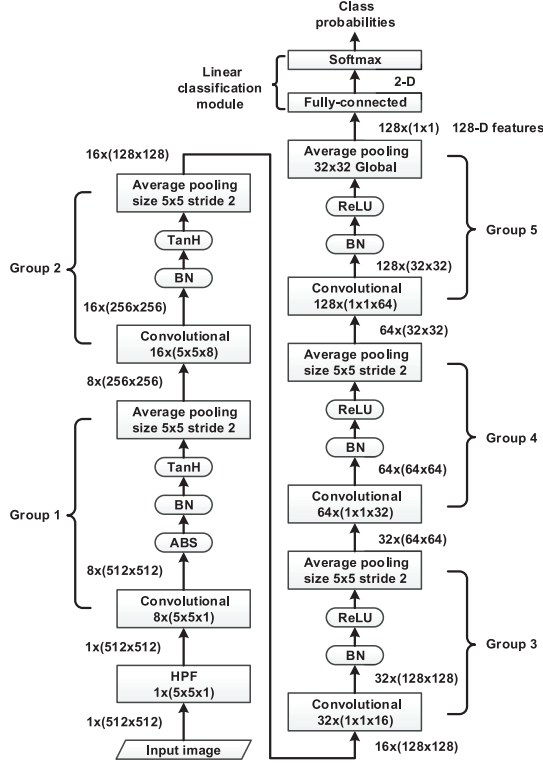 Class
probabilities
Softmax
Linear
classification
module
2-D
Fully-connected
128x(1x1) 128-D features
Average pooling
32x32 Global
ReLU
BN
Group 5
128x(32x32)
Convolutional
128x(1x1x64)
64x(32x32)
Average pooling
size 5x5 stride 2
ReLU
BN
Group 4
64x(64x64)
Convolutional
64x(1x1x32)
32x(64x64)
Average pooling
size 5x5 stride 2
ReLU
BN
Group 3
32x(128x128)
Convolutional
32x(1x1x16)
16x(128x128)
16x(128x128)
Average pooling
size 5x5 stride 2
TanH
BN
Group 2
16x(256x256)
Convolutional
16x(5x5x8)
8x(256x256)
Average pooling
size 5x5 stride 2
TanH
BN
ABS
Group 1
8x(512x512)
Convolutional
8x(5x5x1)
1x(512x512)
HPF
1x(5x5x1)
1x(512x512)
Input image